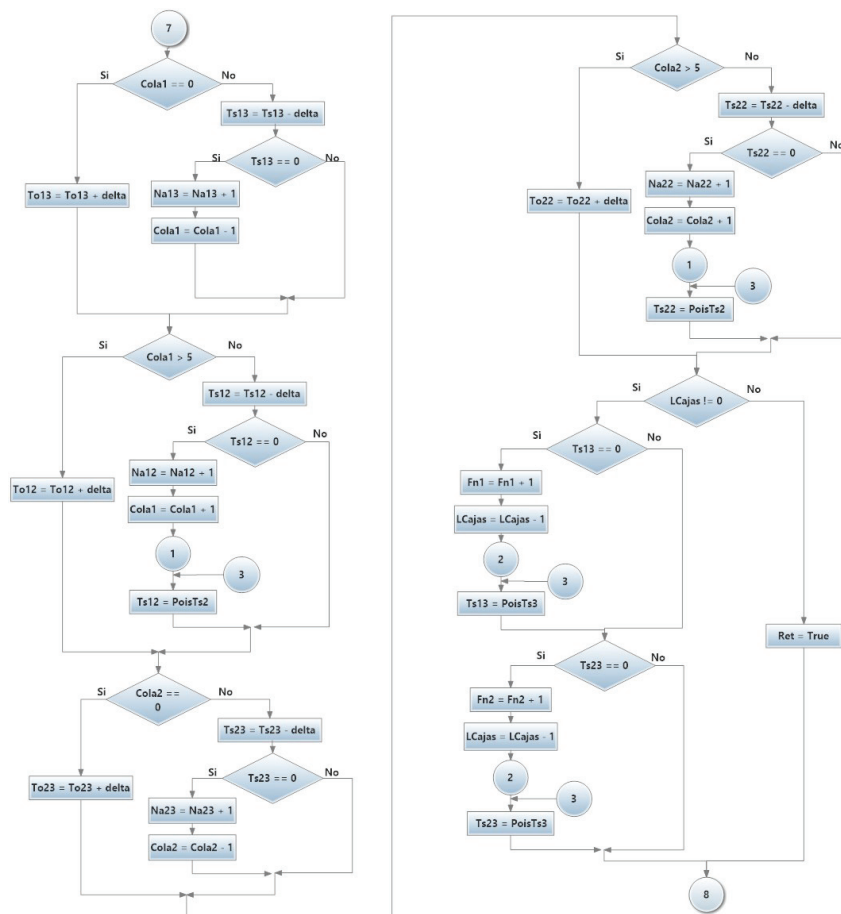 7
Cola1 == 0
Si
No
Ts13 = Ts13 - delta
Ts13 == 0
Si
No
To13 = To13 + delta
Na13 = Na13 + 1
Cola1 = Cola1 - 1
Cola1 > 5
Si
No
Ts12 = Ts12 - delta
Ts12 == 0
Si
No
To12 = To12 + delta
Na12 = Na12 + 1
Cola1 = Cola1 + 1
1
3
Ts12 = PoisTs2
Cola2 ==
0
Si
No
Ts23 = Ts23 - delta
Ts23 == 0
Si
No
To23 = To23 + delta
Na23 = Na23 + 1
Cola2 = Cola2 - 1
Cola2 > 5
Si
No
Ts22 = Ts22 - delta
Ts22 == 0
Si
No
To22 = To22 + delta
Na22 = Na22 + 1
Cola2 = Cola2 + 1
1
3
Ts22 = PoisTs2
LCajas != 0
Si
No
Ts13 == 0
Si
No
Fn1 = Fn1 + 1
LCajas = LCajas - 1
2
3
Ts13 = PoisTs3
Ret = True
Ts23 == 0
Si
No
Fn2 = Fn2 + 1
LCajas = LCajas - 1
2
3
Ts23 = PoisTs3
8